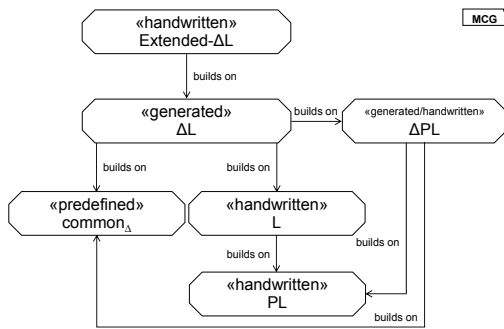 «handwritten»
Extended-ΔL
MCG
builds on
«generated»
ΔL
builds on
«generated/handwritten»
ΔPL
builds on
builds on
«predefined»
commonΔ
«handwritten»
L
builds on
builds on
«handwritten»
PL
builds on